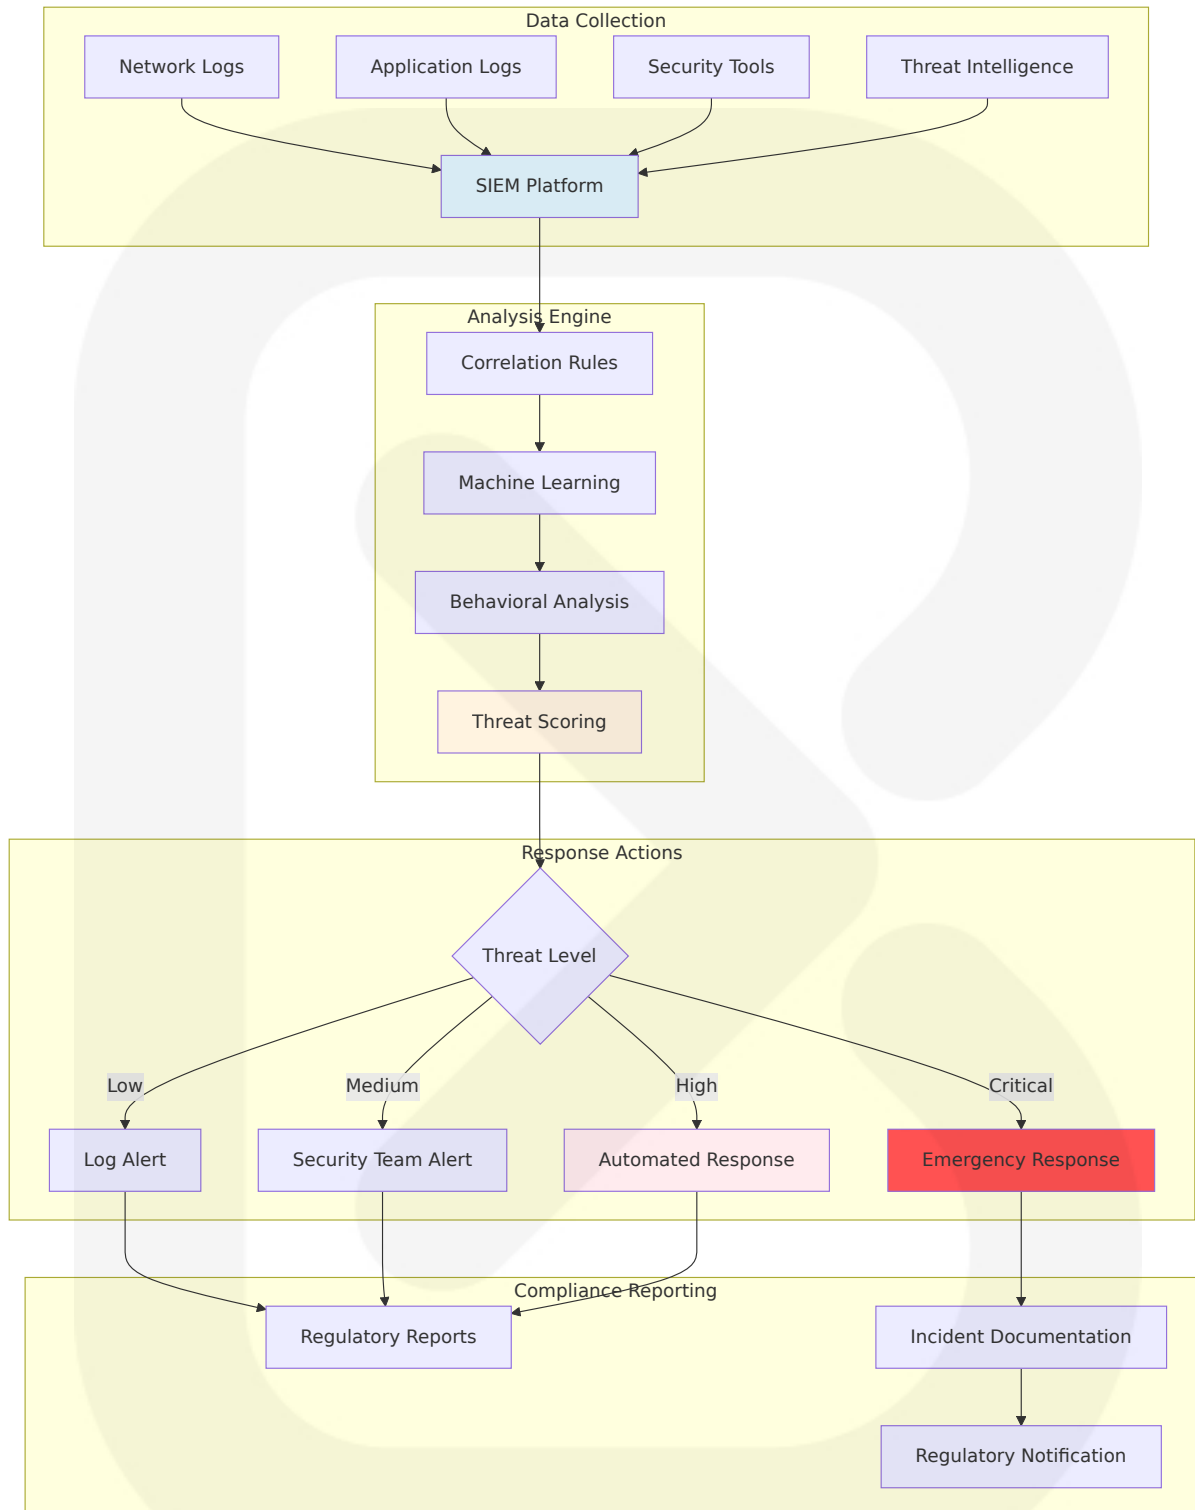 Data Collection
Network Logs
Application Logs
Security Tools
Threat Intelligence
SIEM Platform
Analysis Engine
Correlation Rules
Machine Learning
Behavioral Analysis
Threat Scoring
Response Actions
Threat Level
Low
Medium
High
Critical
Log Alert
Security Team Alert
Automated Response
Emergency Response
Compliance Reporting
Regulatory Reports
Incident Documentation
Regulatory Notification